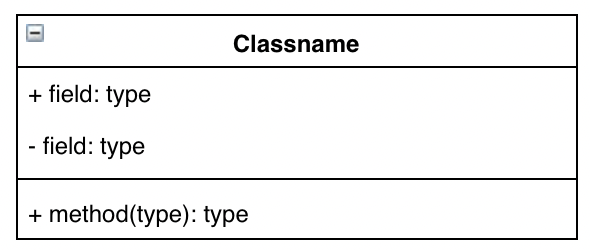 Classname
+ field: type
- field: type
+ method(type): type